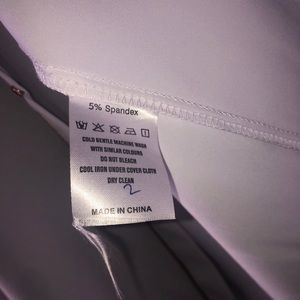 5% Spandex
COLD GENTLE MACHINE WASH
WITH SIMILAR COLOURS
DO NOT BLEACH
COOL IRON UNDER COVER CLOTH
DRY CLEAN
2
MADE IN CHINA